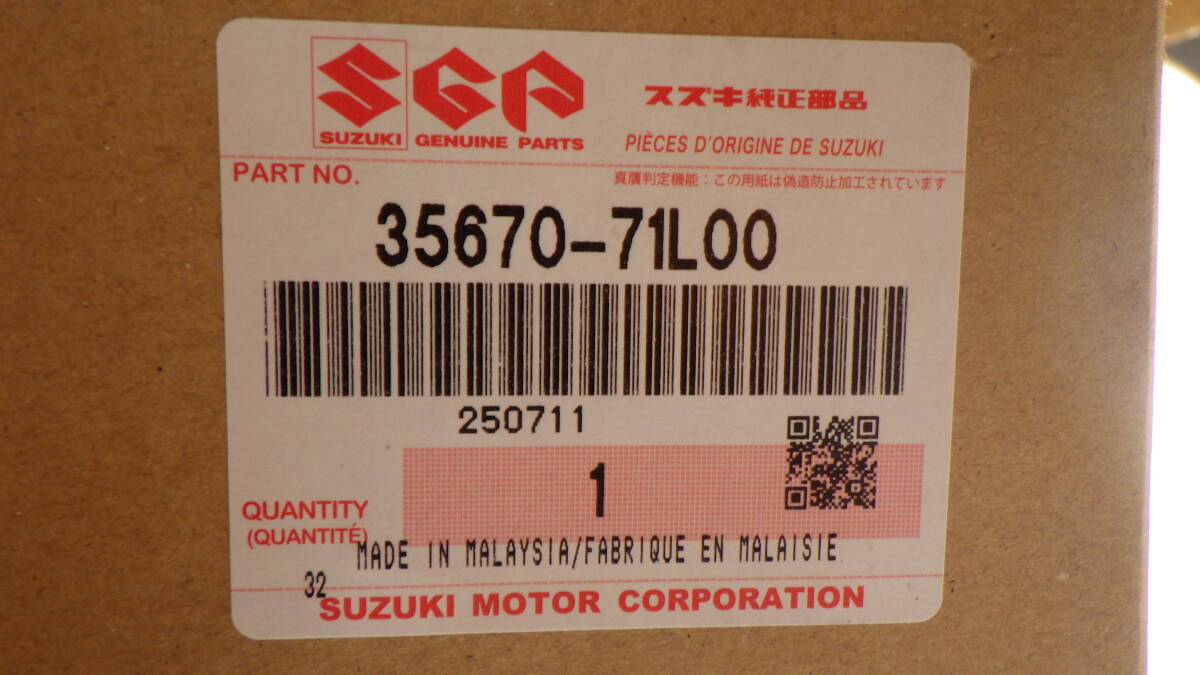 SUZUKI
SGP
GENUINE PARTS
スズキ純正部品
PIÈCES D'ORIGINE DE SUZUKI
PART NO.
真贋判定機能：この用紙は偽造防止加工されています
35670-71L00
250711
1
QUANTITY
(QUANTITÉ)
MADE IN MALAYSIA/FABRIQUE EN MALAISIE
32
SUZUKI MOTOR CORPORATION